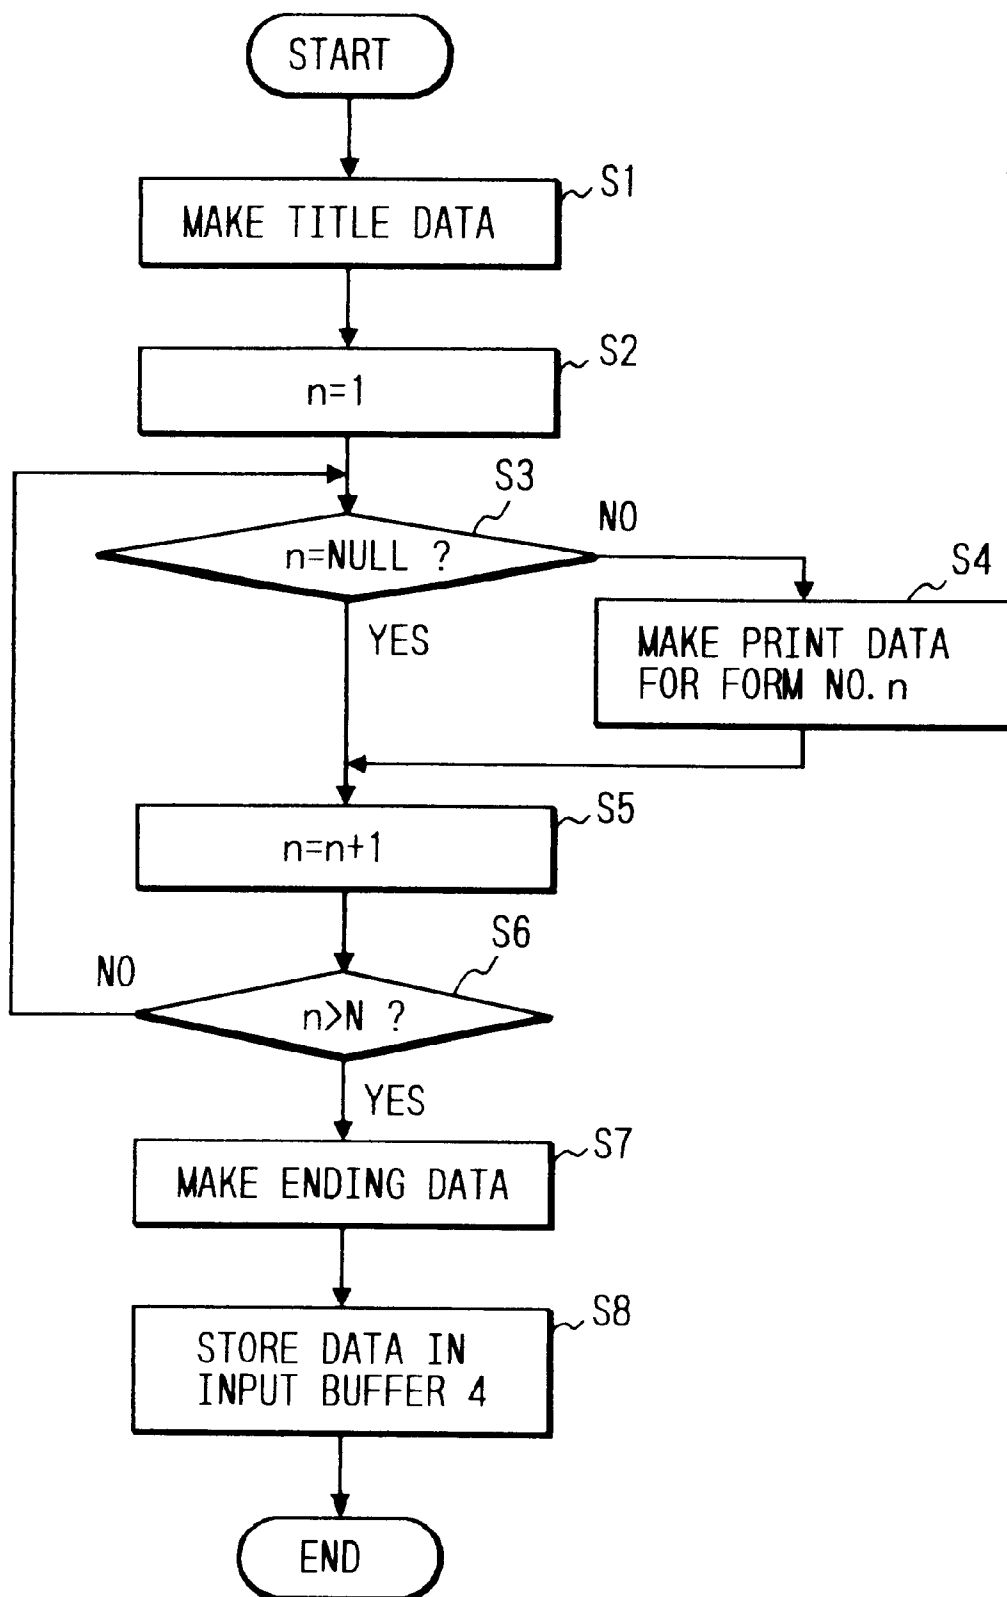 START
S1
MAKE TITLE DATA
S2
n=1
S3
n=NULL ?
NO
YES
S4
MAKE PRINT DATA
FOR FORM NO. n
S5
n=n+1
S6
n>N ?
NO
YES
S7
MAKE ENDING DATA
S8
STORE DATA IN
INPUT BUFFER 4
END